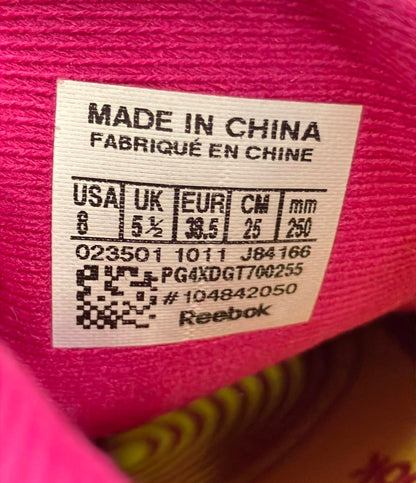 MADE IN CHINA
FABRIQUÉ EN CHINE
USA UK EUR CM mm
8 5½ 38.5 25 250
023501 1011 J84166
PG4XDGT700255
#104842050
Reebok